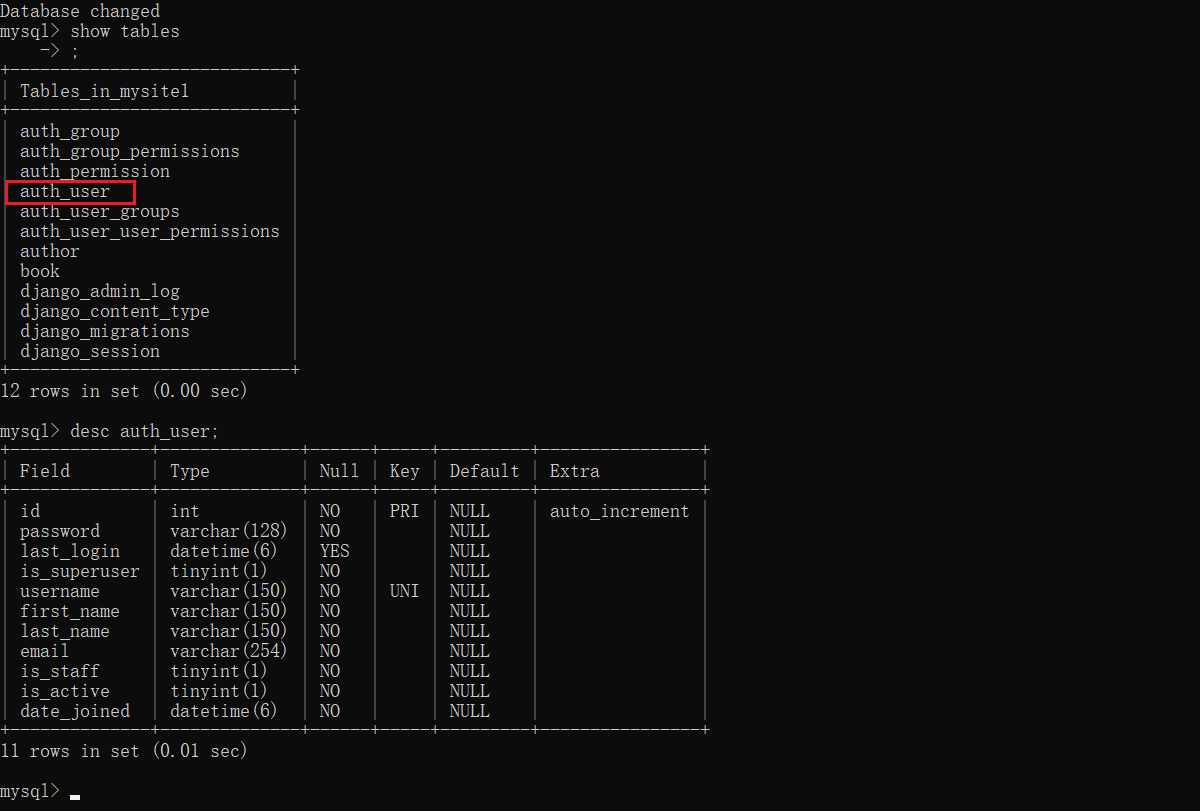 Database changed
mysql> show tables
    -> ;
+----------------------------+
| Tables_in_mysite1          |
+----------------------------+
| auth_group                 |
| auth_group_permissions     |
| auth_permission            |
| auth_user                  |
| auth_user_groups           |
| auth_user_user_permissions |
| author                     |
| book                       |
| django_admin_log           |
| django_content_type        |
| django_migrations          |
| django_session             |
+----------------------------+
12 rows in set (0.00 sec)

mysql> desc auth_user;
+--------------+--------------+------+-----+---------+----------------+
| Field        | Type         | Null | Key | Default | Extra          |
+--------------+--------------+------+-----+---------+----------------+
| id           | int          | NO   | PRI | NULL    | auto_increment |
| password     | varchar(128) | NO   |     | NULL    |                |
| last_login   | datetime(6)  | YES  |     | NULL    |                |
| is_superuser | tinyint(1)   | NO   |     | NULL    |                |
| username     | varchar(150) | NO   | UNI | NULL    |                |
| first_name   | varchar(150) | NO   |     | NULL    |                |
| last_name    | varchar(150) | NO   |     | NULL    |                |
| email        | varchar(254) | NO   |     | NULL    |                |
| is_staff     | tinyint(1)   | NO   |     | NULL    |                |
| is_active    | tinyint(1)   | NO   |     | NULL    |                |
| date_joined  | datetime(6)  | NO   |     | NULL    |                |
+--------------+--------------+------+-----+---------+----------------+
11 rows in set (0.01 sec)

mysql>